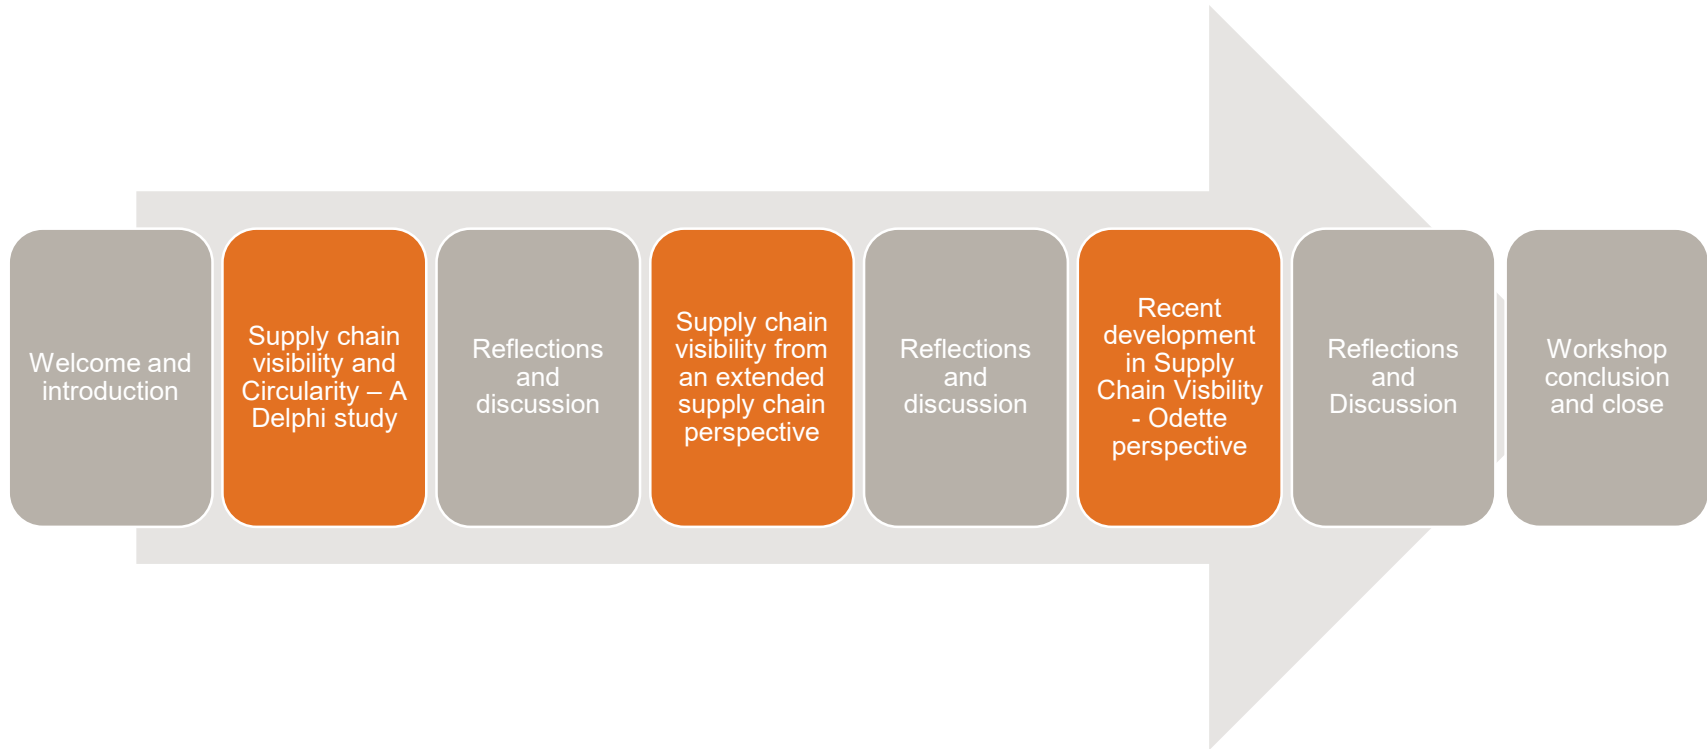 Welcome and
introduction
Supply chain
visibility and
Circularity – A
Delphi study
Reflections
and
discussion
Supply chain
visibility from
an extended
supply chain
perspective
Reflections
and
discussion
Recent
development
in Supply
Chain Visbility
- Odette
perspective
Reflections
and
Discussion
Workshop
conclusion
and close